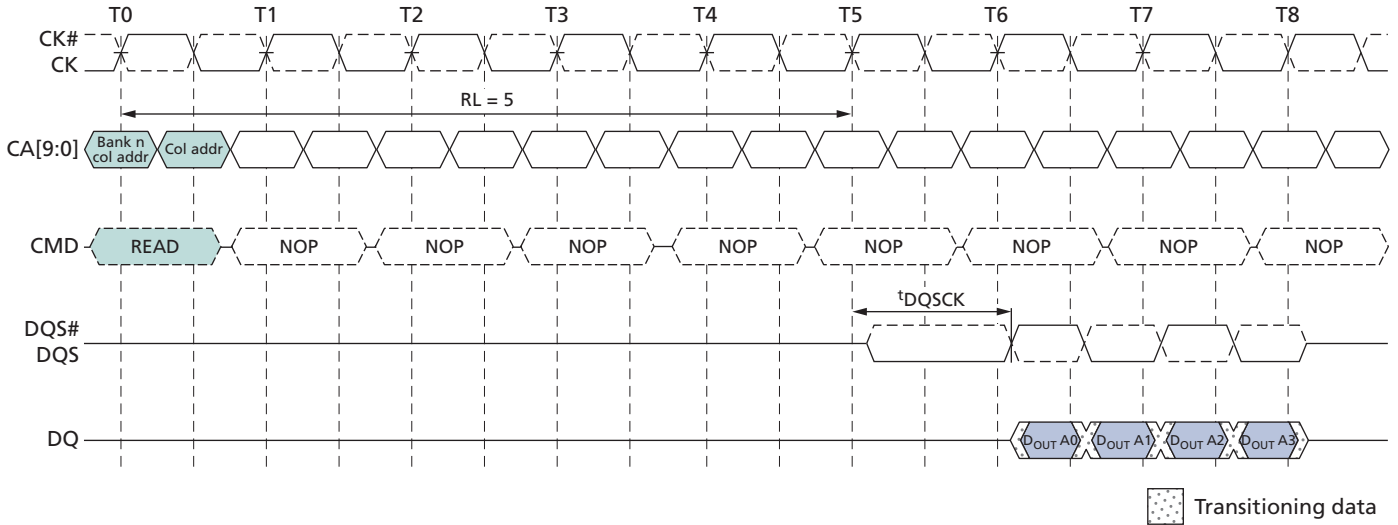 T0 T1 T2 T3 T4 T5 T6 T7 T8
CK#
CK
RL = 5
CA[9:0] Bank n col addr Col addr
CMD READ NOP NOP NOP NOP NOP NOP NOP NOP
tDQSCK
DQS#
DQS
DQ DOUT A0 DOUT A1 DOUT A2 DOUT A3
Transitioning data